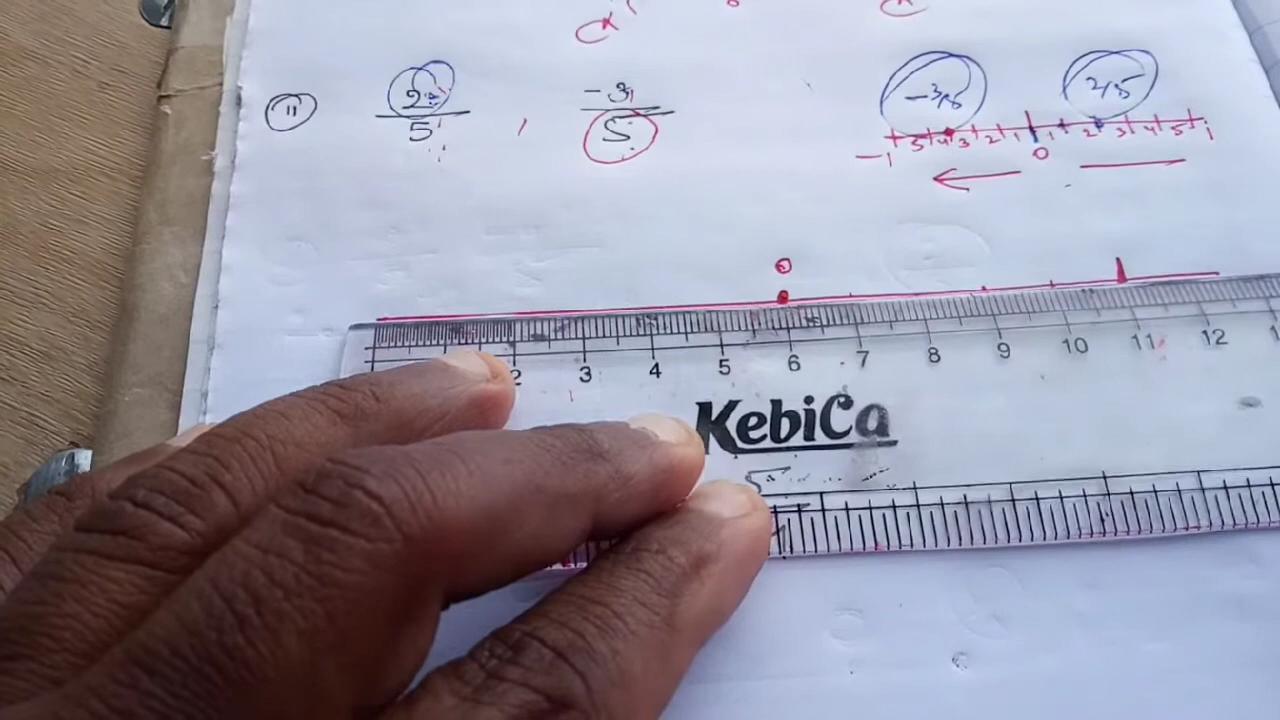 (11) 2/5 , -3/5
-3/5 2/5
-1 5 4 3 2 1 0 1 2 3 4 5 1
0
2 3 4 5 6 7 8 9 10 11 12
KebiCa